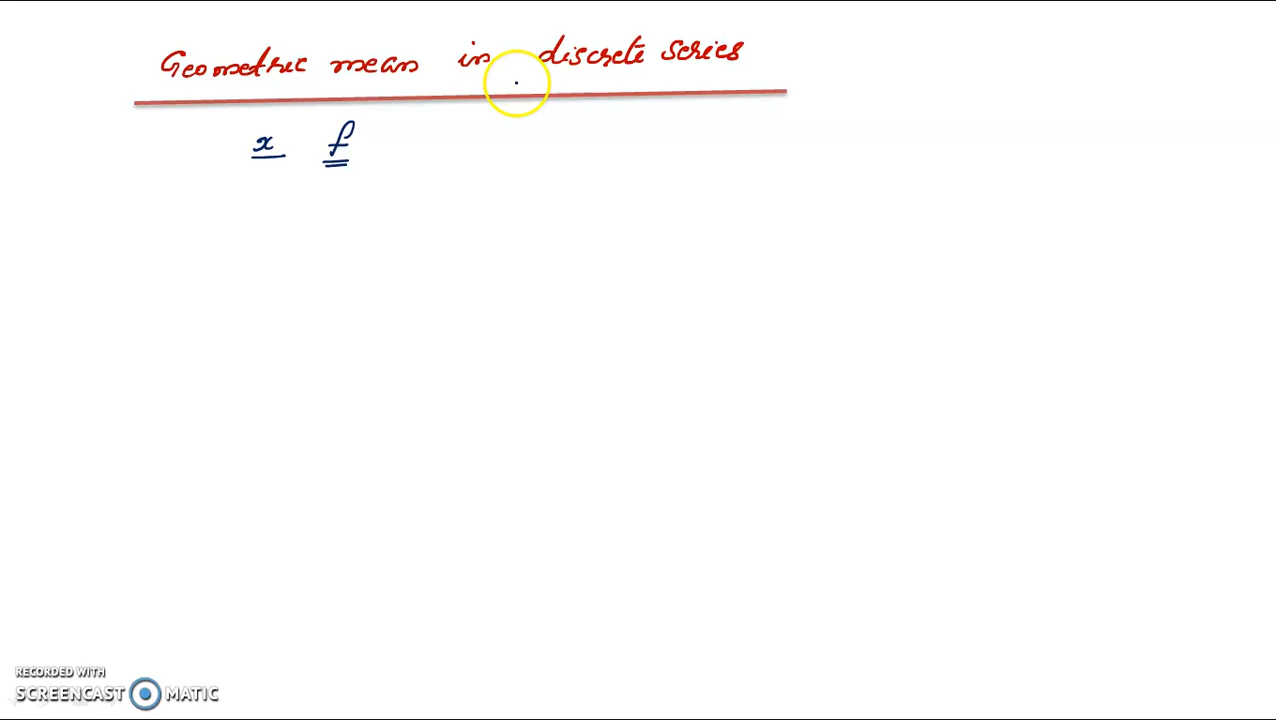 Geometric mean in discrete series
x f
RECORDED WITH
SCREENCAST MATIC